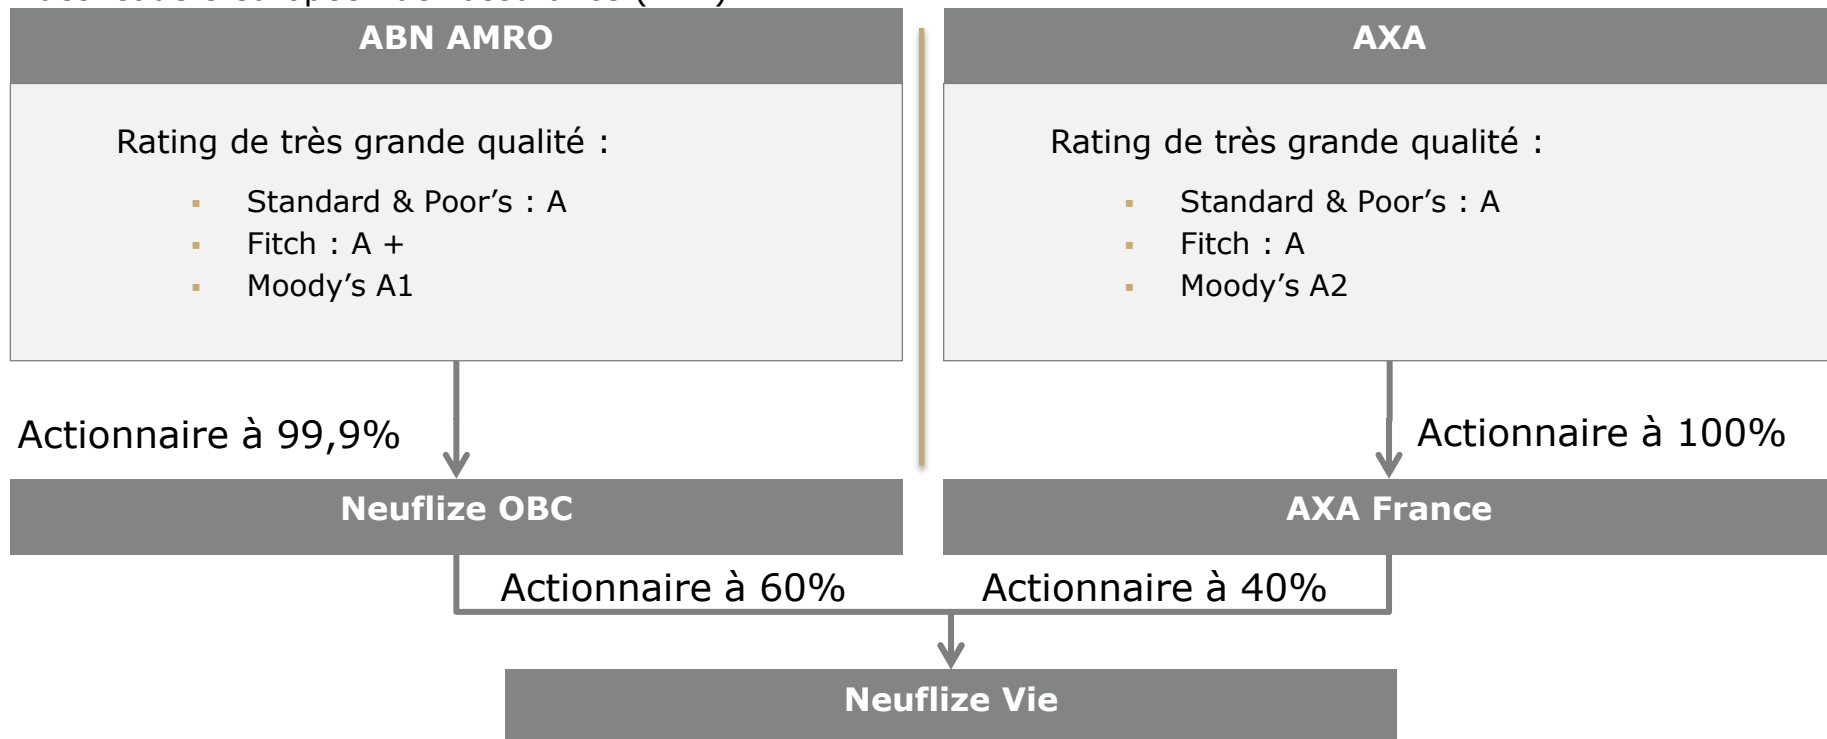 ABN AMRO
Rating de très grande qualité :
▪ Standard & Poor's : A
▪ Fitch : A +
▪ Moody's A1
AXA
Rating de très grande qualité :
▪ Standard & Poor's : A
▪ Fitch : A
▪ Moody's A2
Actionnaire à 99,9%
Actionnaire à 100%
Neuflize OBC
AXA France
Actionnaire à 60%
Actionnaire à 40%
Neuflize Vie